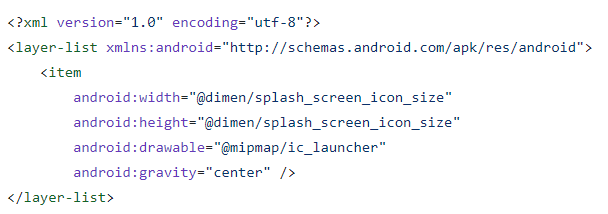 <?xml version="1.0" encoding="utf-8"?>
<layer-list xmlns:android="http://schemas.android.com/apk/res/android">
    <item
        android:width="@dimen/splash_screen_icon_size"
        android:height="@dimen/splash_screen_icon_size"
        android:drawable="@mipmap/ic_launcher"
        android:gravity="center" />
</layer-list>